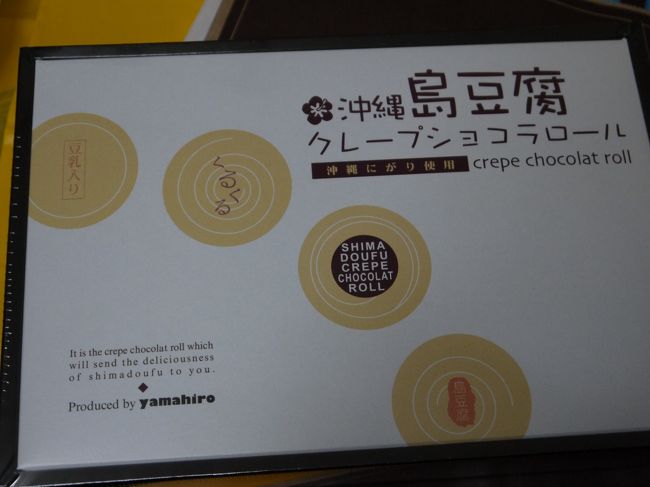 沖縄 島豆腐
クレープショコラロール
沖縄にがり使用 crepe chocolat roll
豆乳入り
くるくる
SHIMA
DOUFU
CREPE
CHOCOLAT
ROLL
島豆腐
It is the crepe chocolat roll which
will send the deliciousness
of shimadoufu to you.
Produced by yamahiro